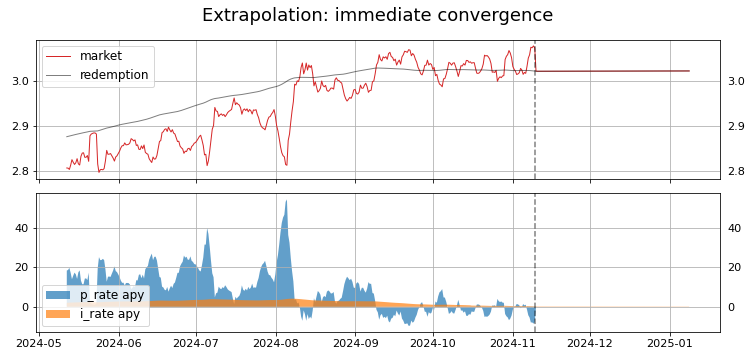 Extrapolation: immediate convergence
market
redemption
3.0 3.0
2.9 2.9
2.8 2.8
40 40
20 20
0 0
p_rate apy
i_rate apy
2024-05 2024-06 2024-07 2024-08 2024-09 2024-10 2024-11 2024-12 2025-01